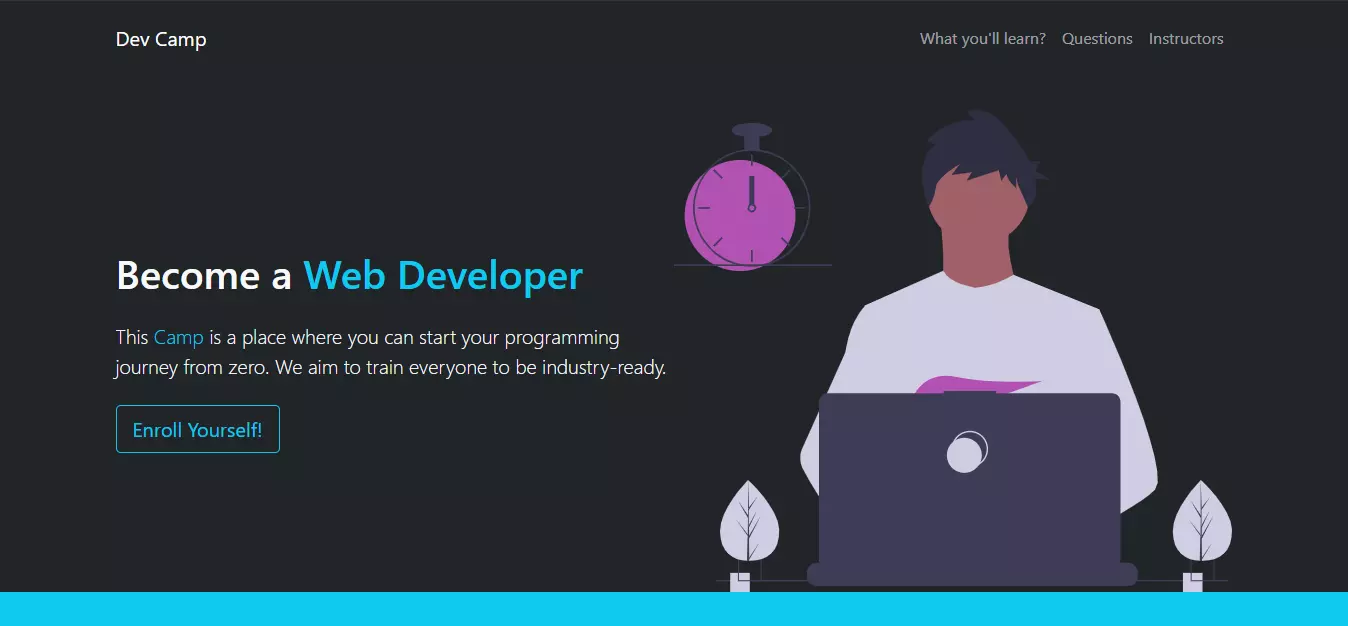 Dev Camp
What you'll learn? Questions Instructors
Become a Web Developer
This Camp is a place where you can start your programming
journey from zero. We aim to train everyone to be industry-ready.
Enroll Yourself!